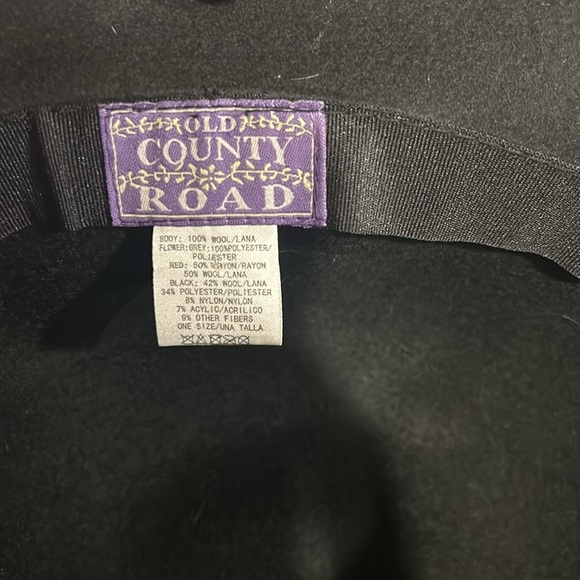 OLD
COUNTY
ROAD
BODY: 100% WOOL/LANA
FLOWER:GREY:100%POLYESTER/
POLIESTER
RED: 50% RAYON/RAYON
50% WOOL/LANA
BLACK: 42% WOOL/LANA
34% POLYESTER/POLIESTER
8% NYLON/NYLON
7% ACYLIC/ACRILICO
9% OTHER FIBERS
ONE SIZE/UNA TALLA